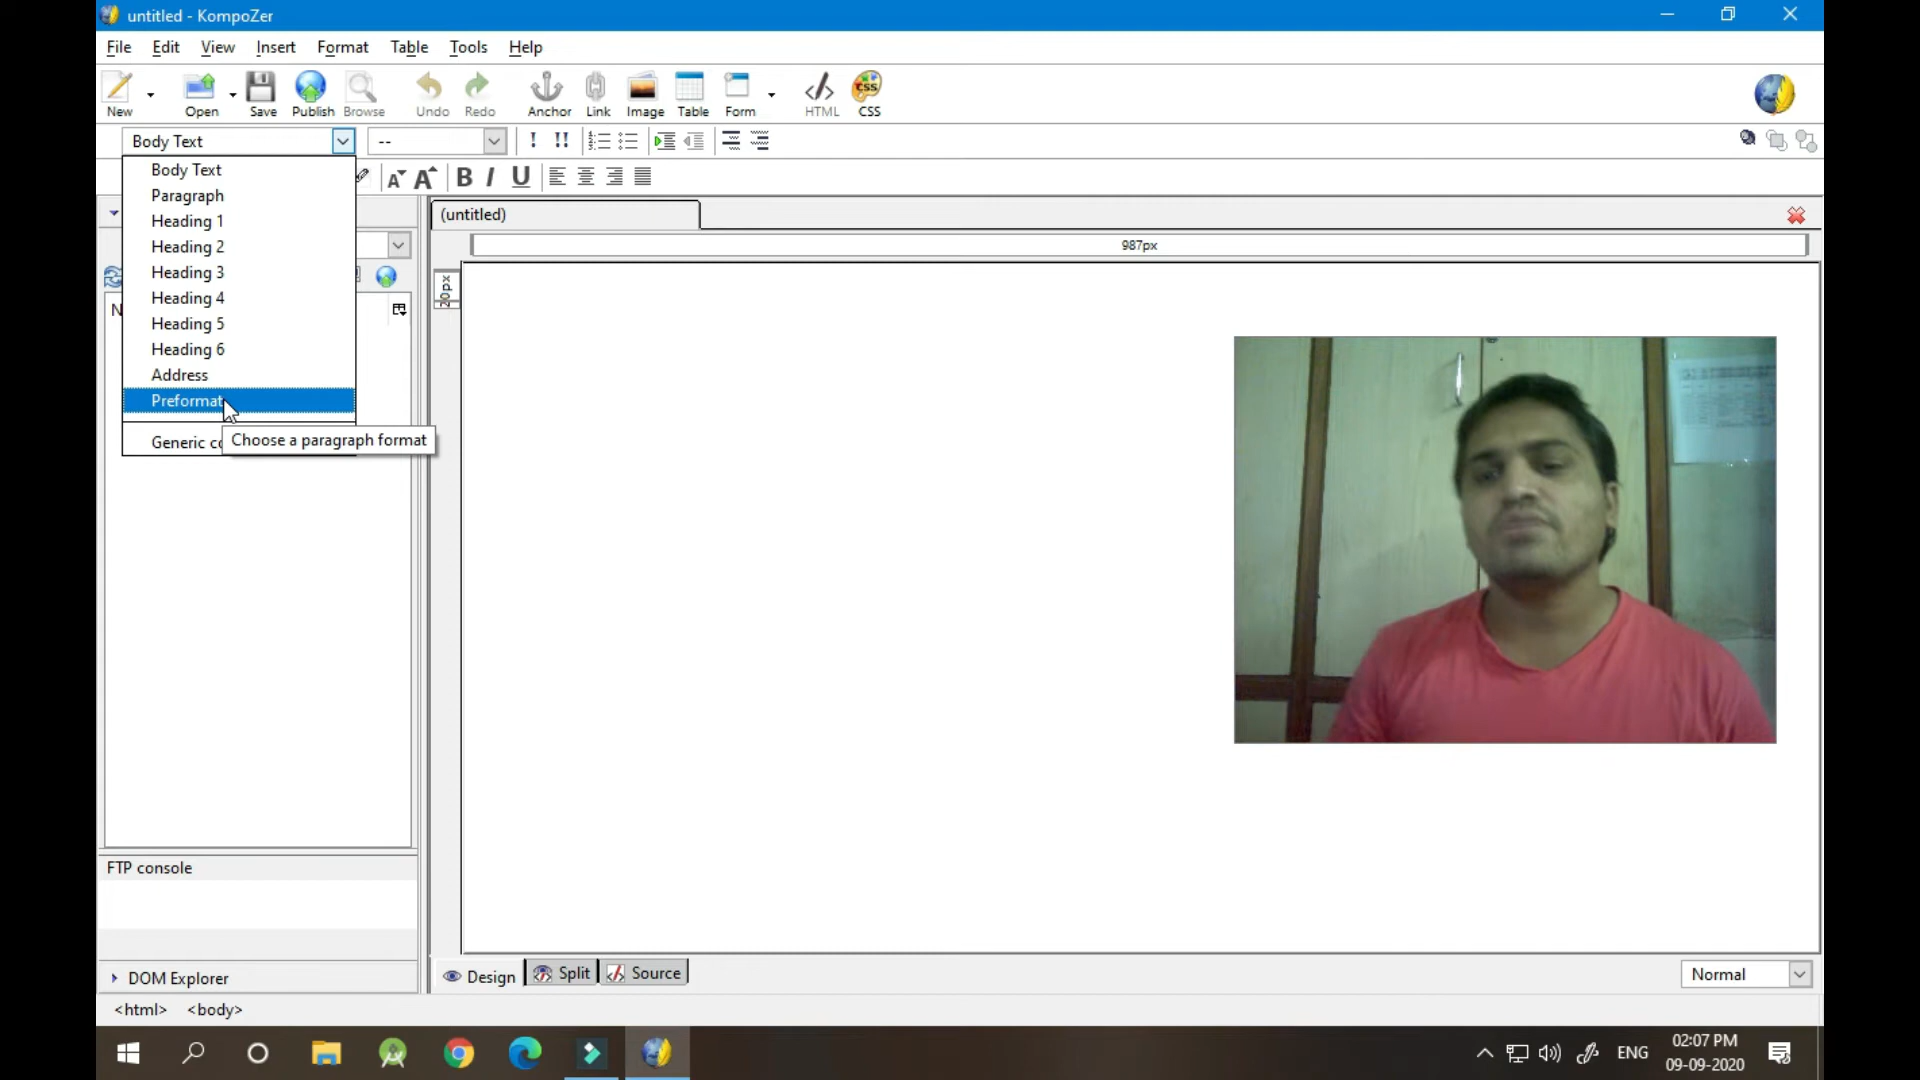 untitled - KompoZer
File Edit View Insert Format Table Tools Help
New Open Save Publish Browse Undo Redo Anchor Link Image Table Form HTML CSS
Body Text --
Body Text
Paragraph
Heading 1
Heading 2
Heading 3
Heading 4
Heading 5
Heading 6
Address
Preformat
Generic co
Choose a paragraph format
N
(untitled)
987px
20px
FTP console
DOM Explorer
Design Split Source Normal
<html> <body>
ENG
02:07 PM
09-09-2020